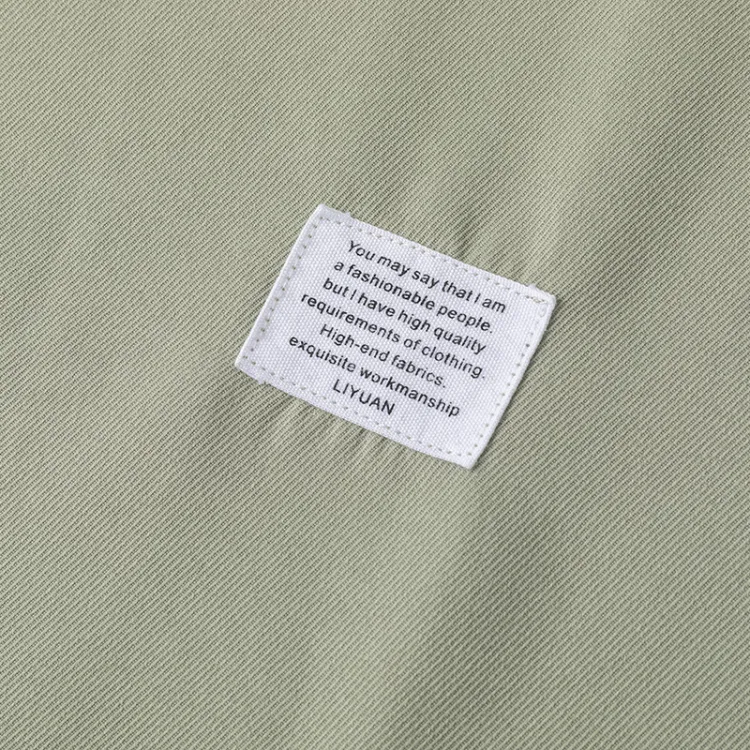 You may say that I am
a fashionable people.
but I have high quality
requirements of clothing.
High-end fabrics.
exquisite workmanship
LIYUAN